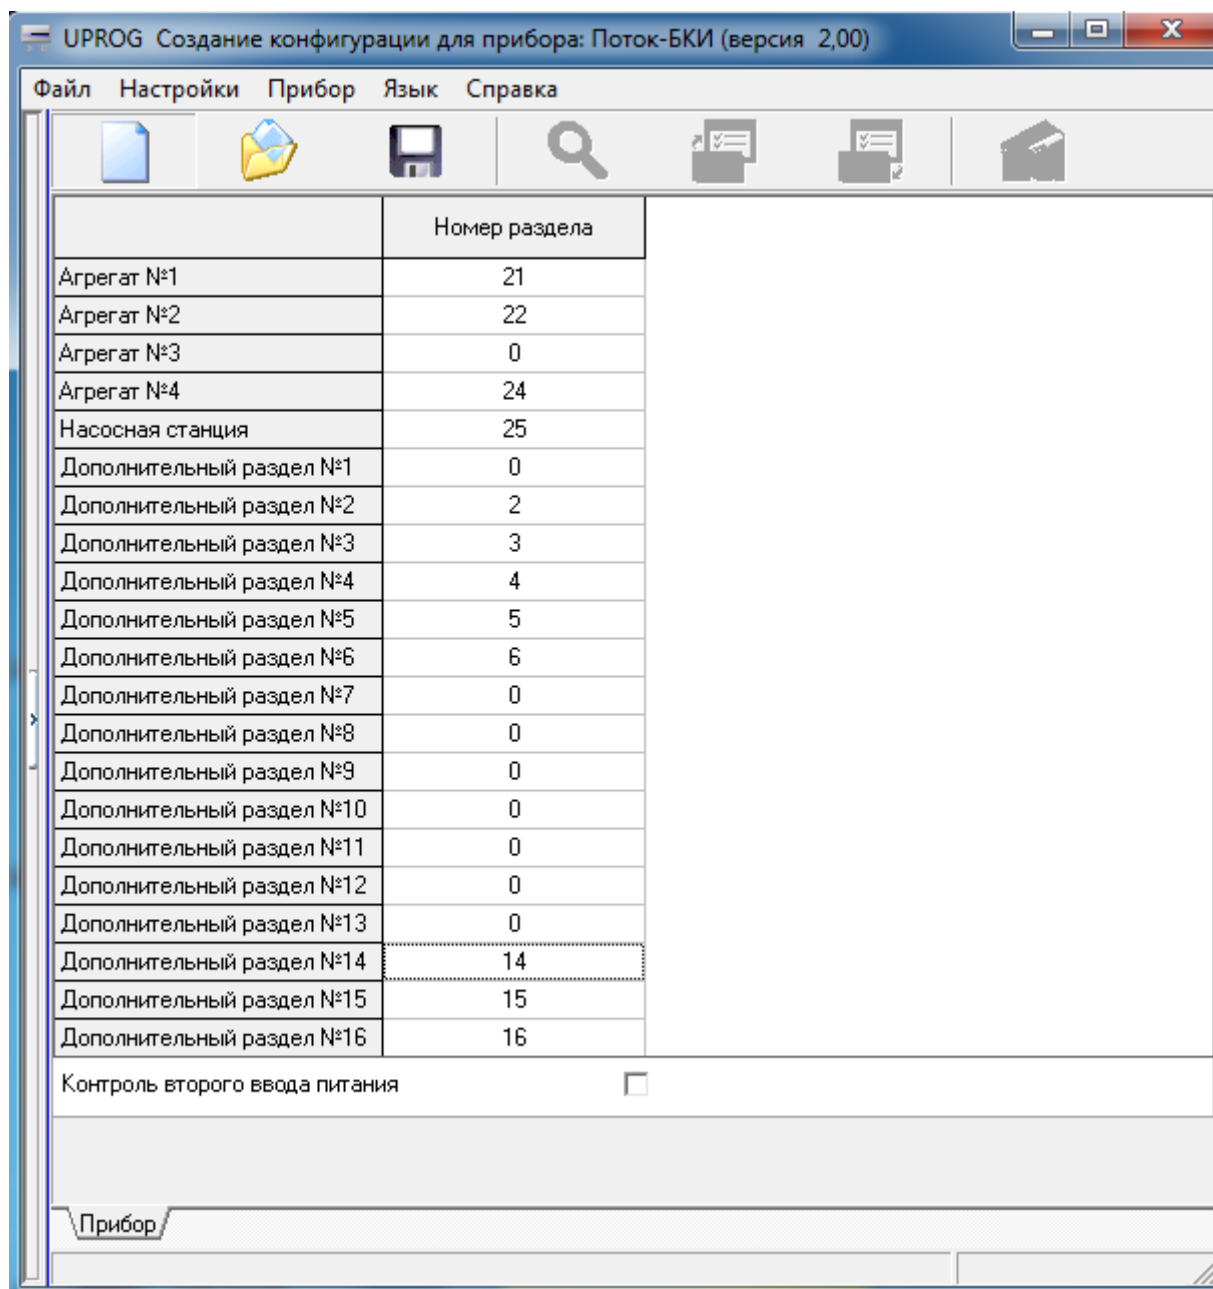 UPROG Создание конфигурации для прибора: Поток-БКИ (версия 2,00)
Файл Настройки Прибор Язык Справка
Номер раздела
Агрегат №1 21
Агрегат №2 22
Агрегат №3 0
Агрегат №4 24
Насосная станция 25
Дополнительный раздел №1 0
Дополнительный раздел №2 2
Дополнительный раздел №3 3
Дополнительный раздел №4 4
Дополнительный раздел №5 5
Дополнительный раздел №6 6
Дополнительный раздел №7 0
Дополнительный раздел №8 0
Дополнительный раздел №9 0
Дополнительный раздел №10 0
Дополнительный раздел №11 0
Дополнительный раздел №12 0
Дополнительный раздел №13 0
Дополнительный раздел №14 14
Дополнительный раздел №15 15
Дополнительный раздел №16 16
Контроль второго ввода питания
Прибор